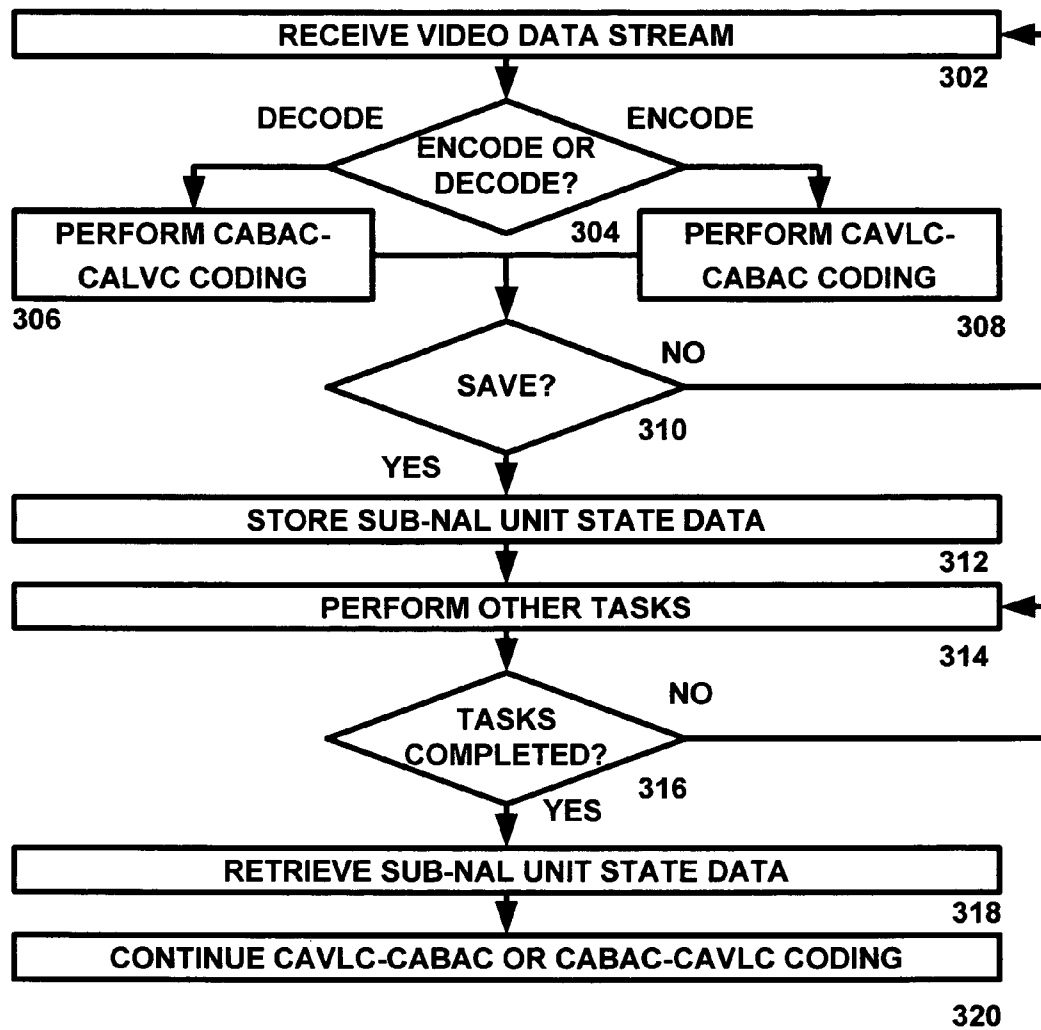 RECEIVE VIDEO DATA STREAM
302
DECODE
ENCODE
ENCODE OR
DECODE?
304
PERFORM CABAC-
CALVC CODING
306
PERFORM CAVLC-
CABAC CODING
308
SAVE?
NO
310
YES
STORE SUB-NAL UNIT STATE DATA
312
PERFORM OTHER TASKS
314
TASKS
COMPLETED?
NO
316
YES
RETRIEVE SUB-NAL UNIT STATE DATA
318
CONTINUE CAVLC-CABAC OR CABAC-CAVLC CODING
320